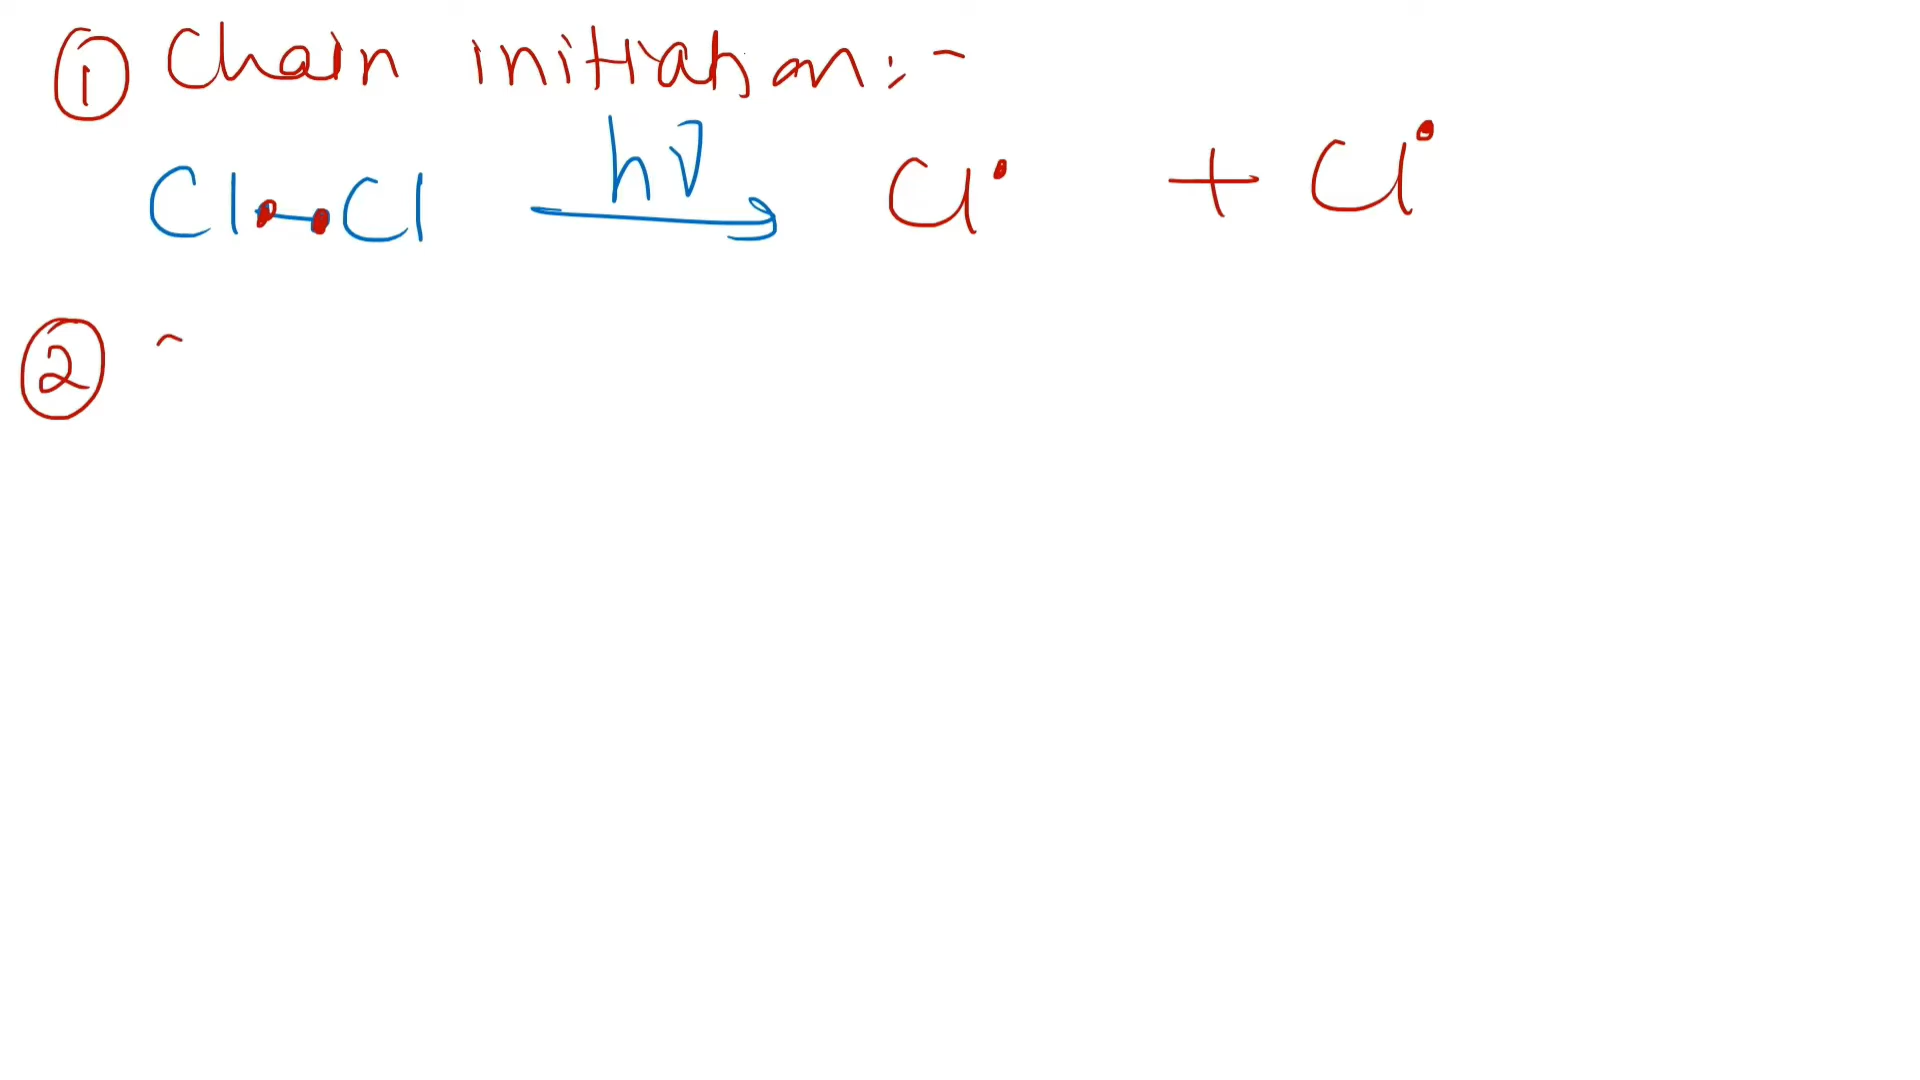 ① Chain initiation:-
Cl-Cl hν→ Cl• + Cl•
②